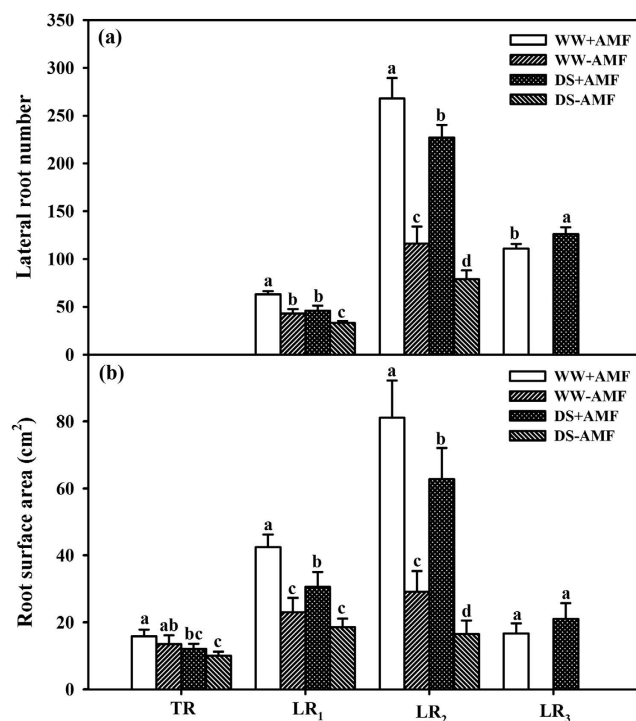 (a)
WW+AMF
WW-AMF
DS+AMF
DS-AMF
Lateral root number
350
300
250
200
150
100
50
0
a
b
b
c
a
c
b
d
b
a
(b)
WW+AMF
WW-AMF
DS+AMF
DS-AMF
Root surface area (cm²)
80
60
40
20
0
a
ab
bc
c
a
c
b
c
a
c
b
d
a
a
TR
LR₁
LR₂
LR₃